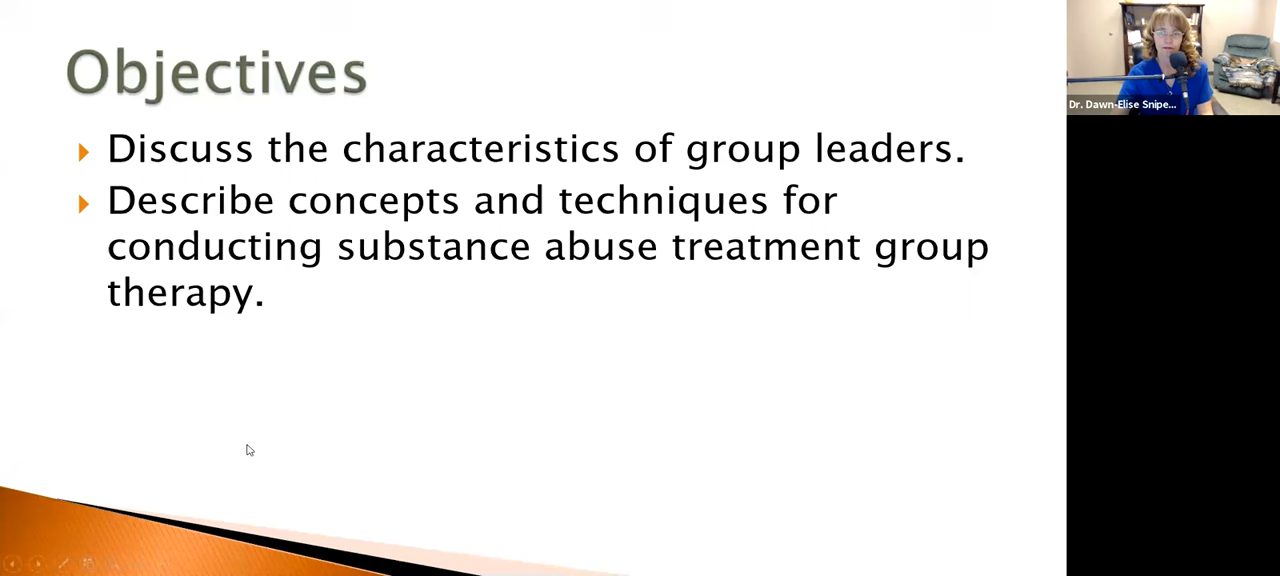 Objectives
Discuss the characteristics of group leaders.
Describe concepts and techniques for
conducting substance abuse treatment group
therapy.
Dr. Dawn-Elise Snipe...